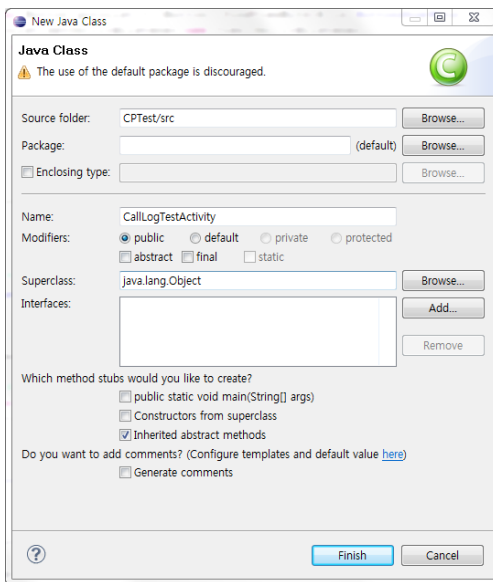 New Java Class
Java Class
The use of the default package is discouraged.
Source folder: CPTest/src Browse...
Package: (default) Browse...
Enclosing type: Browse...
Name: CallLogTestActivity
Modifiers: public default private protected
abstract final static
Superclass: java.lang.Object Browse...
Interfaces: Add...
Remove
Which method stubs would you like to create?
public static void main(String[] args)
Constructors from superclass
Inherited abstract methods
Do you want to add comments? (Configure templates and default value here)
Generate comments
? Finish Cancel